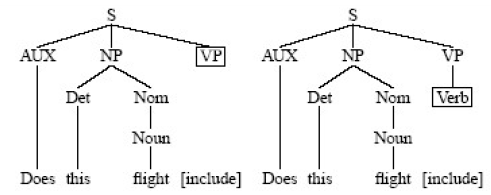 S S
AUX NP VP AUX NP VP
Det Nom Det Nom Verb
Noun Noun
Does this flight [include] Does this flight [include]